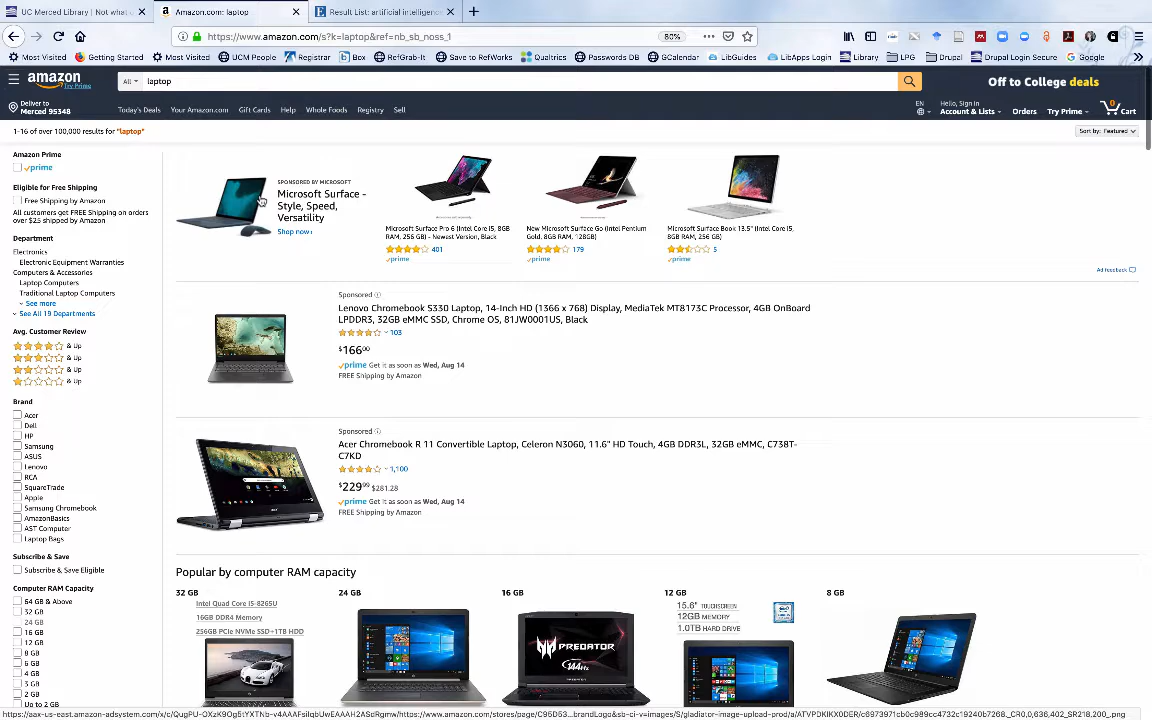 UC Merced Library | Not what u
Amazon.com: laptop
Result List: artificial intelligenc
https://www.amazon.com/s?k=laptop&ref=nb_sb_noss_1
80%
Most Visited Getting Started Most Visited UCM People Registrar Box RefGrab-It Save to RefWorks Qualtrics Passwords DB GCalendar LibGuides LibApps Login Library LPG Drupal Drupal Login Secure Google
amazon
Try Prime
All
laptop
Off to College deals
Deliver to
Merced 95348
Today's Deals Your Amazon.com Gift Cards Help Whole Foods Registry Sell
EN
Hello, Sign in
Account & Lists
Orders
Try Prime
0
Cart
1-16 of over 100,000 results for "laptop"
Sort by: Featured
Amazon Prime
prime
Eligible for Free Shipping
Free Shipping by Amazon
All customers get FREE Shipping on orders
over $25 shipped by Amazon
Department
Electronics
Electronic Equipment Warranties
Computers & Accessories
Laptop Computers
Traditional Laptop Computers
See more
See All 19 Departments
Avg. Customer Review
& Up
& Up
& Up
& Up
Brand
Acer
Dell
HP
Samsung
ASUS
Lenovo
RCA
SquareTrade
Apple
Samsung Chromebook
AmazonBasics
AST Computer
Laptop Bags
Subscribe & Save
Subscribe & Save Eligible
Computer RAM Capacity
64 GB & Above
32 GB
24 GB
16 GB
12 GB
8 GB
6 GB
4 GB
3 GB
2 GB
Up to 2 GB
SPONSORED BY MICROSOFT
Microsoft Surface -
Style, Speed,
Versatility
Shop now ›
Microsoft Surface Pro 6 (Intel Core i5, 8GB
RAM, 256 GB) - Newest Version, Black
401
prime
New Microsoft Surface Go (Intel Pentium
Gold, 8GB RAM, 128GB)
179
prime
Microsoft Surface Book 13.5" (Intel Core i5,
8GB RAM, 256 GB)
5
prime
Ad feedback
Sponsored
Lenovo Chromebook S330 Laptop, 14-Inch HD (1366 x 768) Display, MediaTek MT8173C Processor, 4GB OnBoard
LPDDR3, 32GB eMMC SSD, Chrome OS, 81JW0001US, Black
103
$16600
prime Get it as soon as Wed, Aug 14
FREE Shipping by Amazon
Sponsored
Acer Chromebook R 11 Convertible Laptop, Celeron N3060, 11.6" HD Touch, 4GB DDR3L, 32GB eMMC, C738T-
C7KD
1,100
$22999 $281.28
prime Get it as soon as Wed, Aug 14
FREE Shipping by Amazon
Popular by computer RAM capacity
32 GB
Intel Quad Core i5-8265U
16GB DDR4 Memory
256GB PCIe NVMe SSD+1TB HDD
24 GB
16 GB
PREDATOR
12 GB
15.6" TOUCHSCREEN
12GB MEMORY
1.0TB HARD DRIVE
8 GB